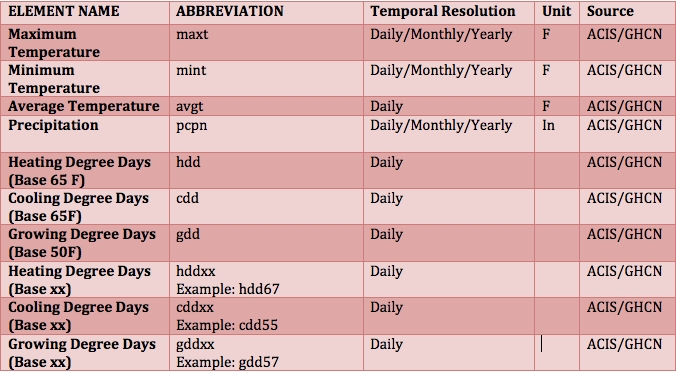 ELEMENT NAME ABBREVIATION Temporal Resolution Unit Source
Maximum maxt Daily/Monthly/Yearly F ACIS/GHCN
Temperature
Minimum mint Daily/Monthly/Yearly F ACIS/GHCN
Temperature
Average Temperature avgt Daily F ACIS/GHCN
Precipitation pcpn Daily/Monthly/Yearly In ACIS/GHCN
Heating Degree Days hdd Daily ACIS/GHCN
(Base 65 F)
Cooling Degree Days cdd Daily ACIS/GHCN
(Base 65F)
Growing Degree Days gdd Daily ACIS/GHCN
(Base 50F)
Heating Degree Days hddxx Daily ACIS/GHCN
(Base xx) Example: hdd67
Cooling Degree Days cddxx Daily ACIS/GHCN
(Base xx) Example: cdd55
Growing Degree Days gddxx Daily ACIS/GHCN
(Base xx) Example: gdd57